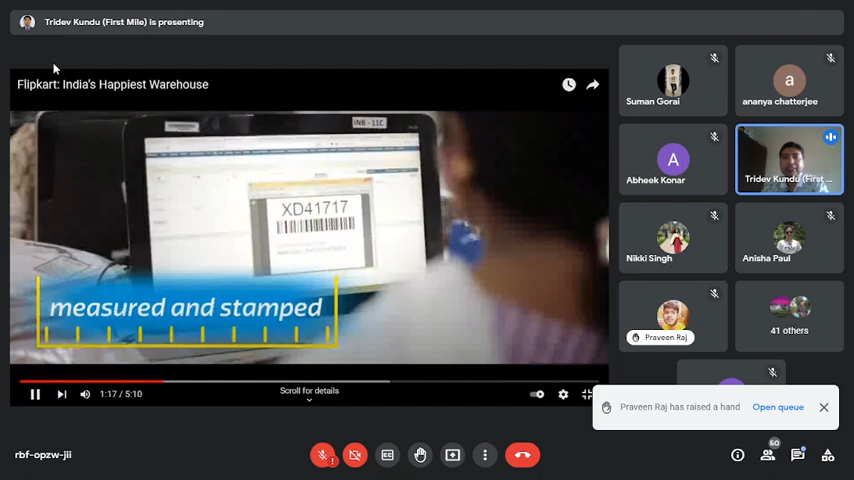 Tridev Kundu (First Mile) is presenting
Flipkart: India's Happiest Warehouse
INB - 11C
XD41717
measured and stamped
1:17 / 5:10
Scroll for details
Suman Gorai
a
ananya chatterjee
A
Abheek Konar
Tridev Kundu (First ...
Nikki Singh
Anisha Paul
Praveen Raj
41 others
Praveen Raj has raised a hand
Open queue
rbf-opzw-jii
CC
60